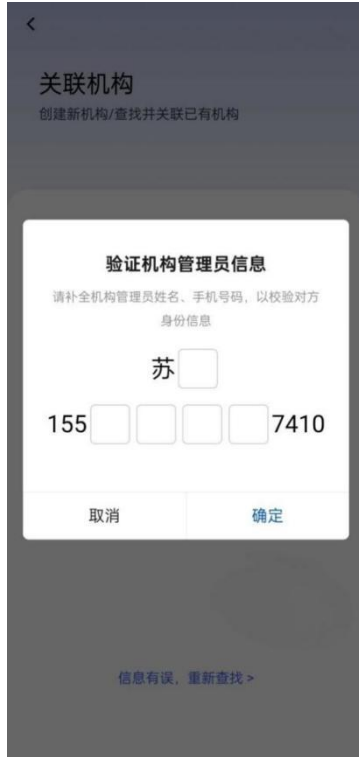 关联机构
创建新机构/查找并关联已有机构
验证机构管理员信息
请补全机构管理员姓名、手机号码，以校验对方
身份信息
苏
155 7410
取消 确定
信息有误，重新查找 >